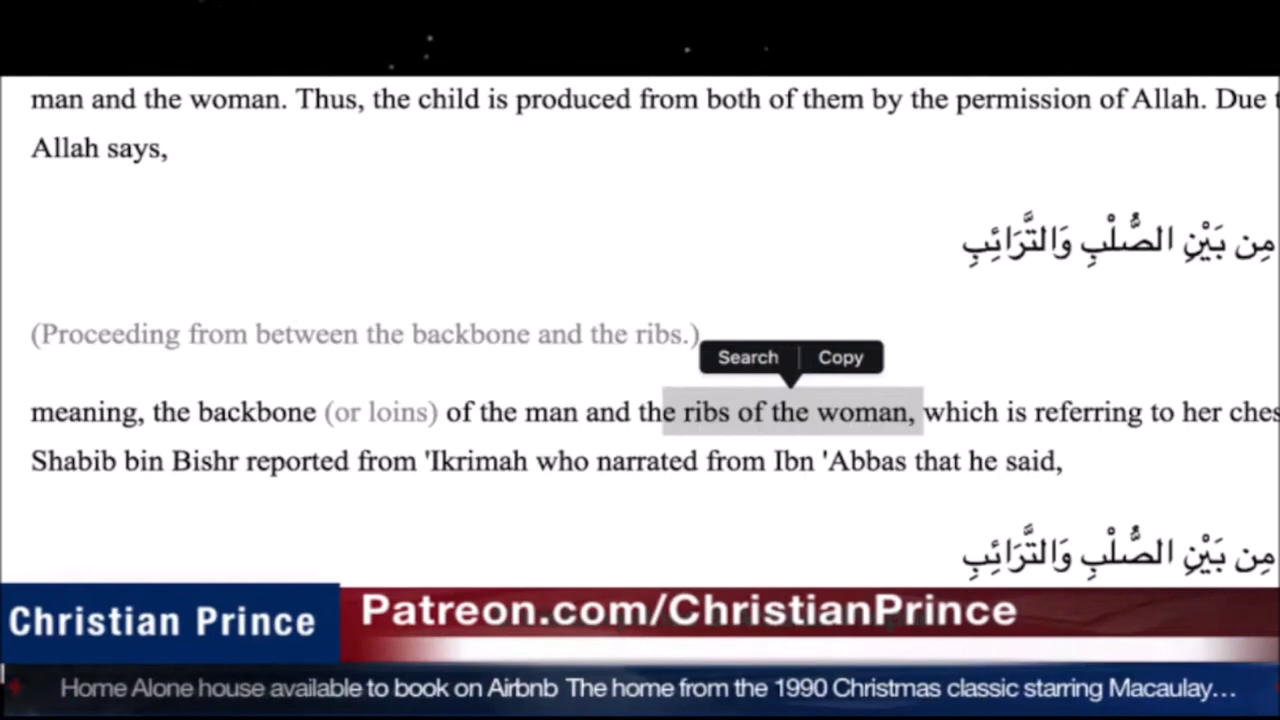 man and the woman. Thus, the child is produced from both of them by the permission of Allah. Due
Allah says,
مِن بَيْنِ الصُّلْبِ وَالتَّرَائِبِ
(Proceeding from between the backbone and the ribs.)
Search Copy
meaning, the backbone (or loins) of the man and the ribs of the woman, which is referring to her ches
Shabib bin Bishr reported from 'Ikrimah who narrated from Ibn 'Abbas that he said,
مِن بَيْنِ الصُّلْبِ وَالتَّرَائِبِ
Christian Prince
Patreon.com/ChristianPrince
Home Alone house available to book on Airbnb The home from the 1990 Christmas classic starring Macaulay...